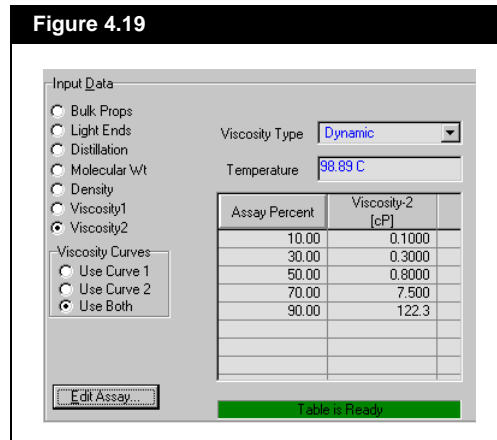 Figure 4.19
Input Data
Bulk Props
Light Ends
Distillation
Molecular Wt
Density
Viscosity1
Viscosity2
Viscosity Curves
Use Curve 1
Use Curve 2
Use Both
Edit Assay...
Viscosity Type Dynamic
Temperature 98.89 C
Assay Percent Viscosity-2 [cP]
10.00 0.1000
30.00 0.3000
50.00 0.8000
70.00 7.500
90.00 122.3
Table is Ready